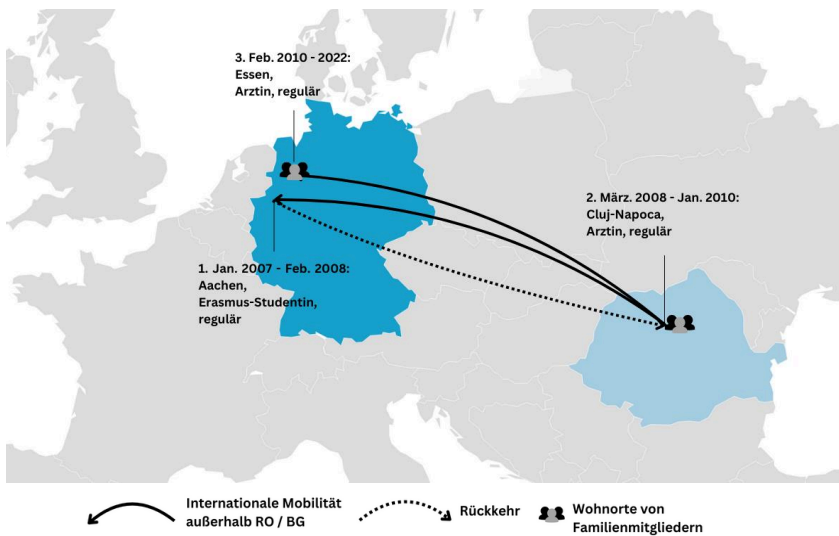 3. Feb. 2010 - 2022:
Essen,
Arztin, regulär
2. März. 2008 - Jan. 2010:
Cluj-Napoca,
Arztin, regulär
1. Jan. 2007 - Feb. 2008:
Aachen,
Erasmus-Studentin,
regulär
Internationale Mobilität
außerhalb RO / BG
Rückkehr
Wohnorte von
Familienmitgliedern